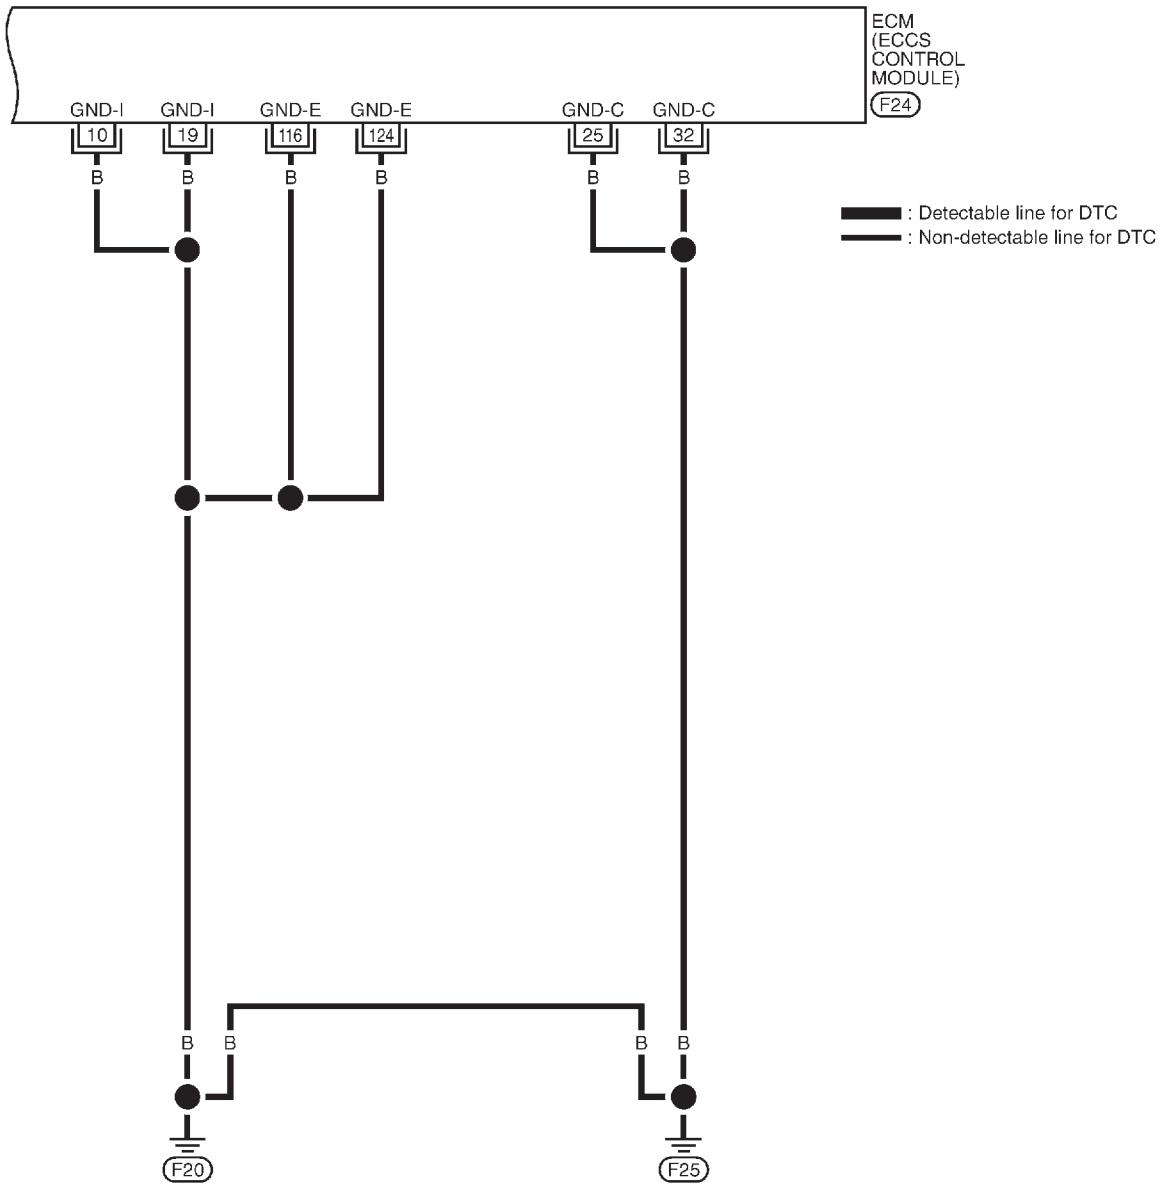 ECM
(ECCS
CONTROL
MODULE)
F24
GND-I GND-I GND-E GND-E GND-C GND-C
10 19 116 124 25 32
B B B B B B
: Detectable line for DTC
: Non-detectable line for DTC
B B B B
F20 F25